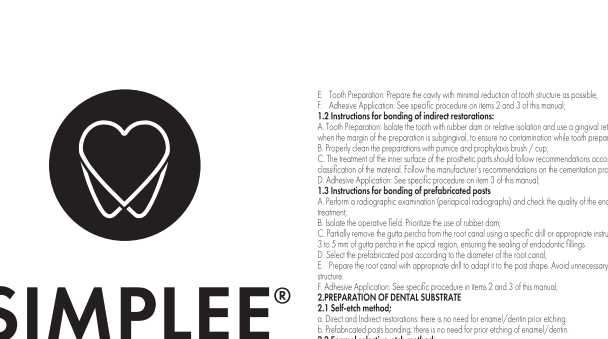 SIMPLEE®
E. Tooth Preparation: Prepare the cavity with minimal reduction of tooth structure as possible;
F. Adhesive Application: See specific procedure on items 2 and 3 of this manual;
1.2 Instructions for bonding of indirect restorations:
A. Tooth Preparation: Isolate the tooth with rubber dam or relative isolation and use a gingival
when the margin of the preparation is subgingival, to ensure no contamination while tooth
B. Properly clean the preparations with pumice and prophylaxis brush / cup;
C. The treatment of the inner surface of the prosthetic parts should follow recommendations
classification of the material. Follow the manufacturer's recommendations on the cementation
D. Adhesive Application: See specific procedure on item 3 of this manual;
1.3 Instructions for bonding of prefabricated posts
A. Perform a radiographic examination (periapical radiographs) and check the quality of the
treatment;
B. Isolate the operative field. Prioritize the use of rubber dam;
C. Partially remove the gutta percha from the root canal using a specific drill or appropriate
3 to 5 mm of gutta percha in the apical region, ensuring the sealing of endodontic fillings.
D. Select the prefabricated post according to the diameter of the root canal;
E. Prepare the root canal with appropriate drill to adapt it to the post shape. Avoid unnecessary
structure.
F. Adhesive Application: See specific procedure in items 2 and 3 of this manual;
2.PREPARATION OF DENTAL SUBSTRATE
2.1 Self-etch method;
a. Direct and Indirect restorations: there is no need for enamel/dentin prior etching.
b. Prefabricated posts bonding: there is no need for prior etching of enamel/dentin.
2.2 Enamel selective-etch method: